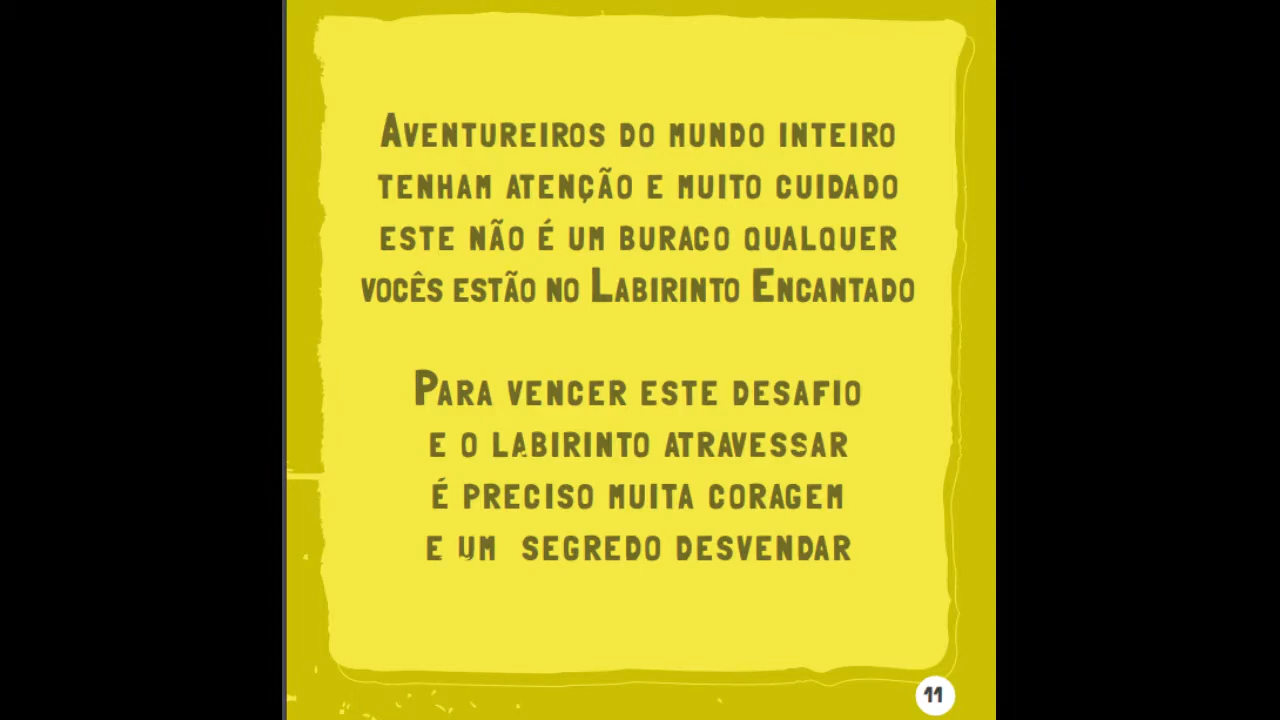 Aventureiros do mundo inteiro
tenham atenção e muito cuidado
este não é um buraco qualquer
vocês estão no Labirinto Encantado
Para vencer este desafio
e o labirinto atravessar
é preciso muita coragem
e um segredo desvendar
11